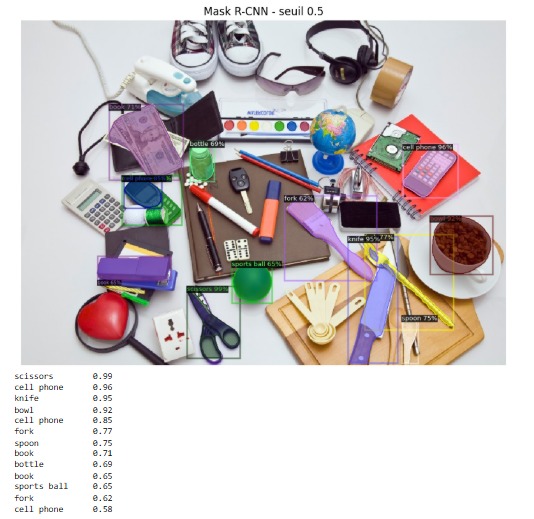 Mask R-CNN - seuil 0.5
book 71%
bottle 69%
cell phone 96%
fork 62%
knife 95%
77%
sports ball 65%
scissors 99%
spoon 75%
scissors 0.99
cell phone 0.96
knife 0.95
bowl 0.92
cell phone 0.85
fork 0.77
spoon 0.75
book 0.71
bottle 0.69
book 0.65
sports ball 0.65
fork 0.62
cell phone 0.58